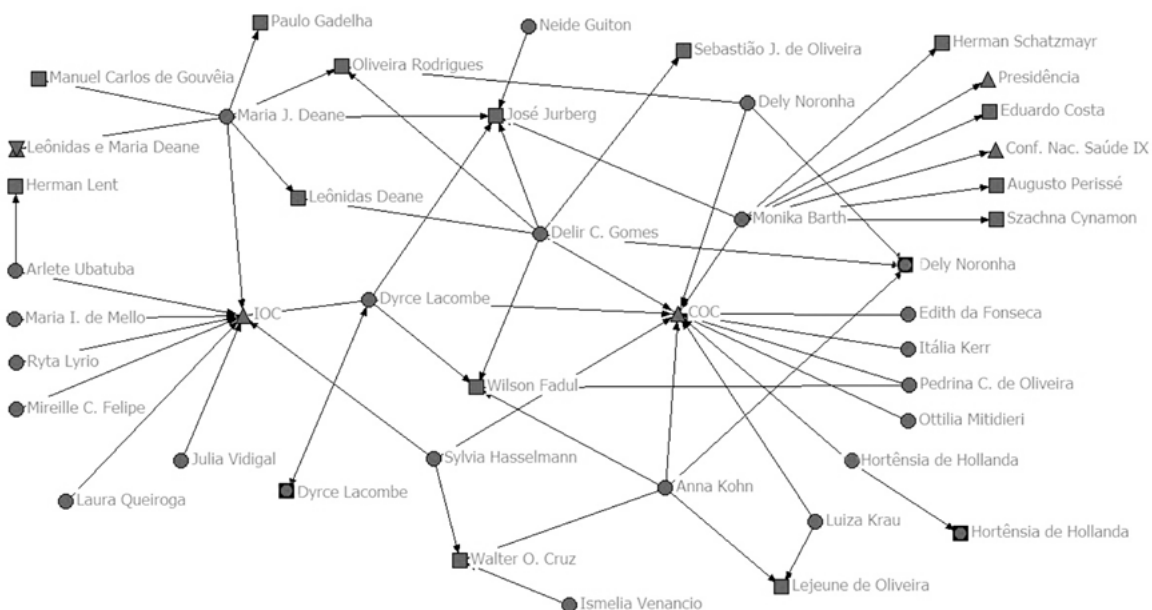 Paulo Gadelha
Neide Guiton
Sebastião J. de Oliveira
Herman Schatzmayr
Manuel Carlos de Gouvêia
Oliveira Rodrigues
Presidência
Maria J. Deane
José Jurberg
Dely Noronha
Eduardo Costa
Leônidas e Maria Deane
Conf. Nac. Saúde IX
Herman Lent
Leônidas Deane
Augusto Perissé
Delir C. Gomes
Monika Barth
Szachna Cynamon
Arlete Ubatuba
Dely Noronha
Maria I. de Mello
IOC
Dyrce Lacombe
COC
Edith da Fonseca
Ryta Lyrio
Itália Kerr
Wilson Fadul
Pedrina C. de Oliveira
Mireille C. Felipe
Ottilia Mitidieri
Julia Vidigal
Sylvia Hasselmann
Hortênsia de Hollanda
Laura Queiroga
Dyrce Lacombe
Anna Kohn
Luiza Krau
Hortênsia de Hollanda
Walter O. Cruz
Lejeune de Oliveira
Ismelia Venancio